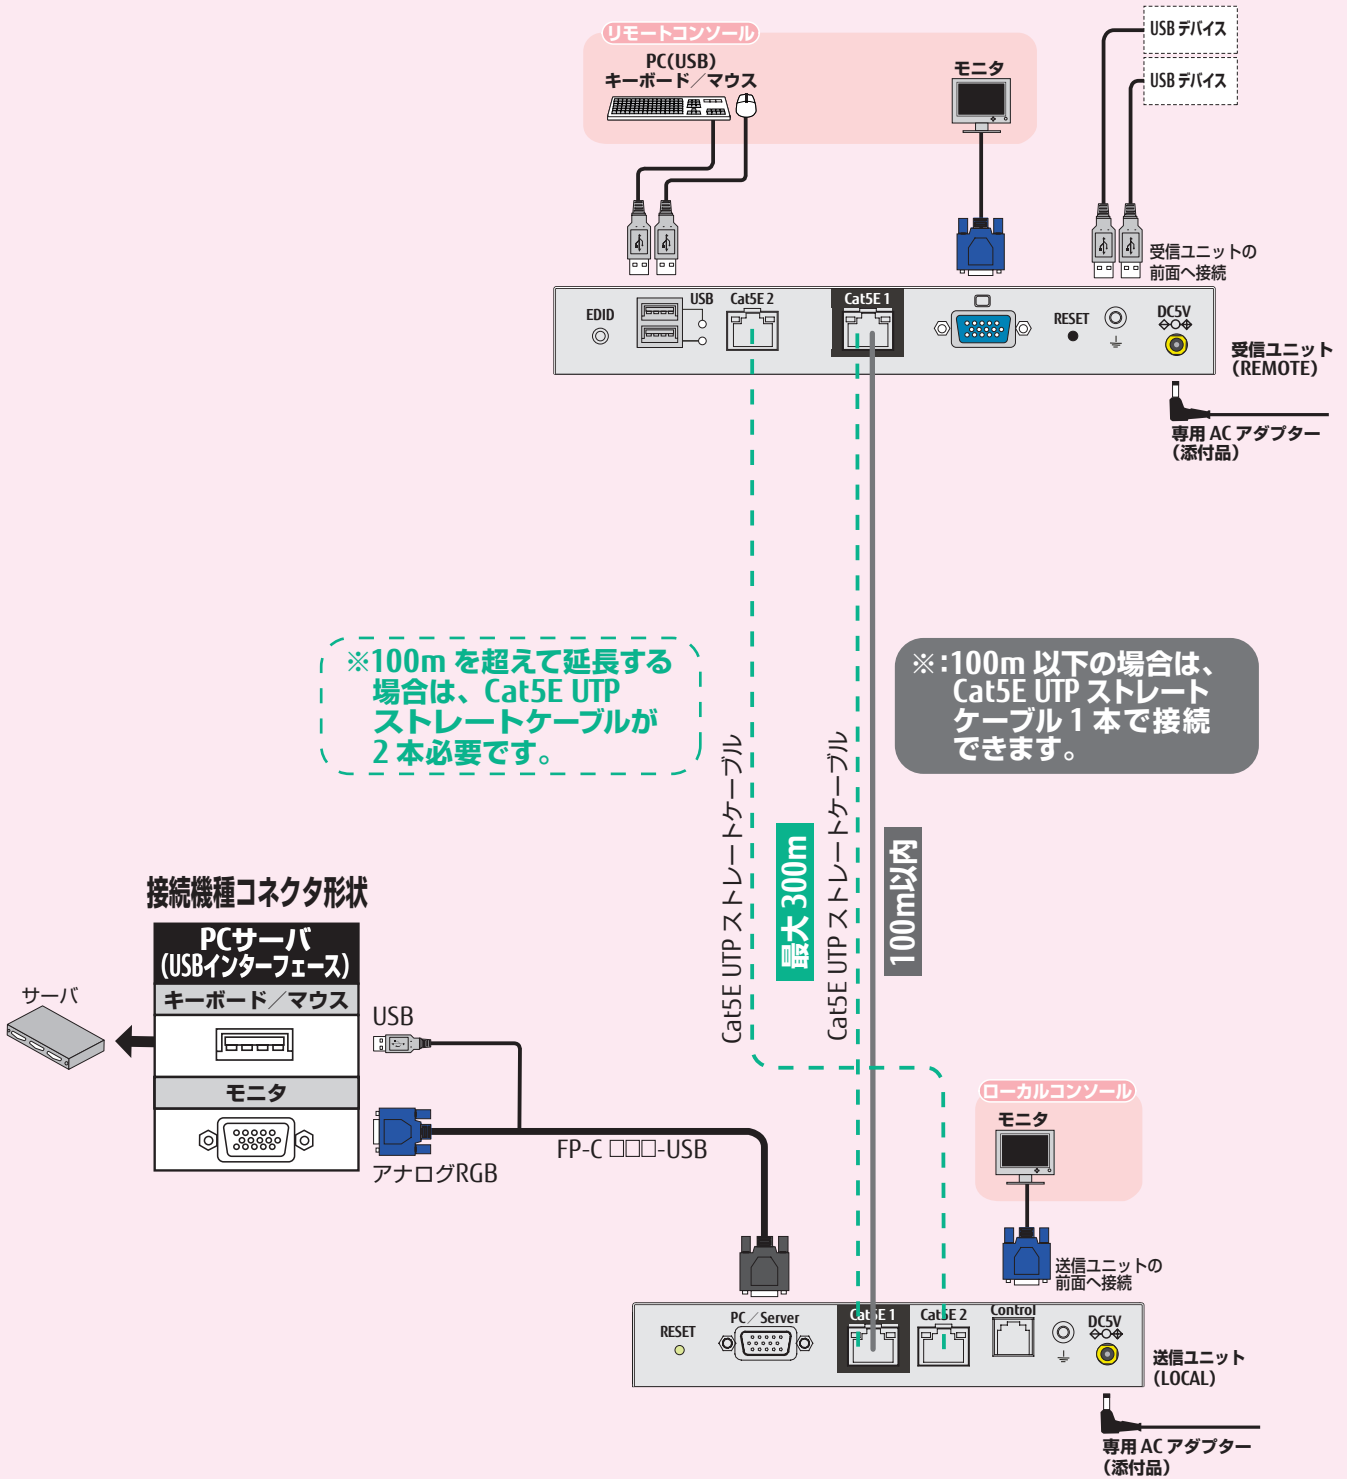 リモートコンソール
PC(USB)
キーボード／マウス
モニタ
USB デバイス
USB デバイス
受信ユニットの
前面へ接続
EDID
USB
Cat5E 2
Cat5E 1
RESET
DC5V
受信ユニット
（REMOTE）
専用 AC アダプター
（添付品）
※100m を超えて延長する
場合は、Cat5E UTP
ストレートケーブルが
2 本必要です。
※:100m 以下の場合は、
Cat5E UTP ストレート
ケーブル 1 本で接続
できます。
Cat5E UTP ストレートケーブル
最大 300m
Cat5E UTP ストレートケーブル
100m以内
接続機種コネクタ形状
PCサーバ
（USBインターフェース）
キーボード／マウス
モニタ
サーバ
USB
アナログRGB
FP-C □□□-USB
ローカルコンソール
モニタ
送信ユニットの
前面へ接続
RESET
PC／Server
Cat5E 1
Cat5E 2
Control
DC5V
送信ユニット
（LOCAL）
専用 AC アダプター
（添付品）